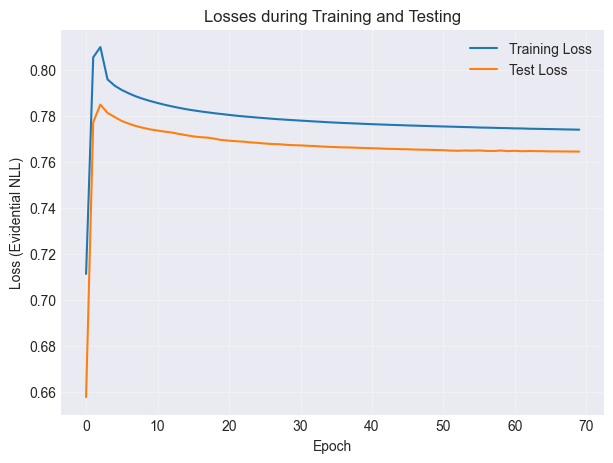 Losses during Training and Testing
Training Loss
Test Loss
Loss (Evidential NLL)
0.80
0.78
0.76
0.74
0.72
0.70
0.68
0.66
0 10 20 30 40 50 60 70
Epoch